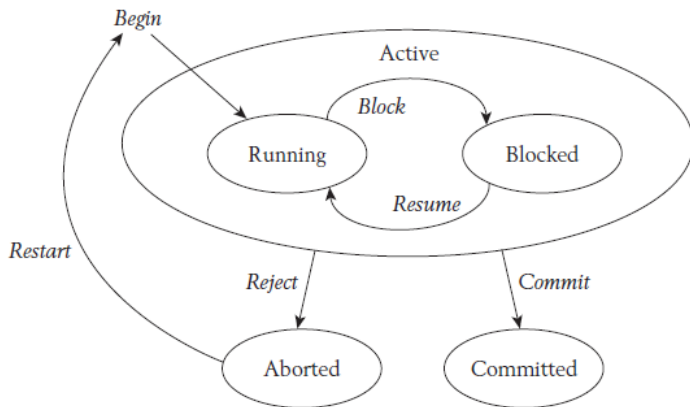 Begin
Active
Block
Running
Blocked
Resume
Restart
Reject
Commit
Aborted
Committed